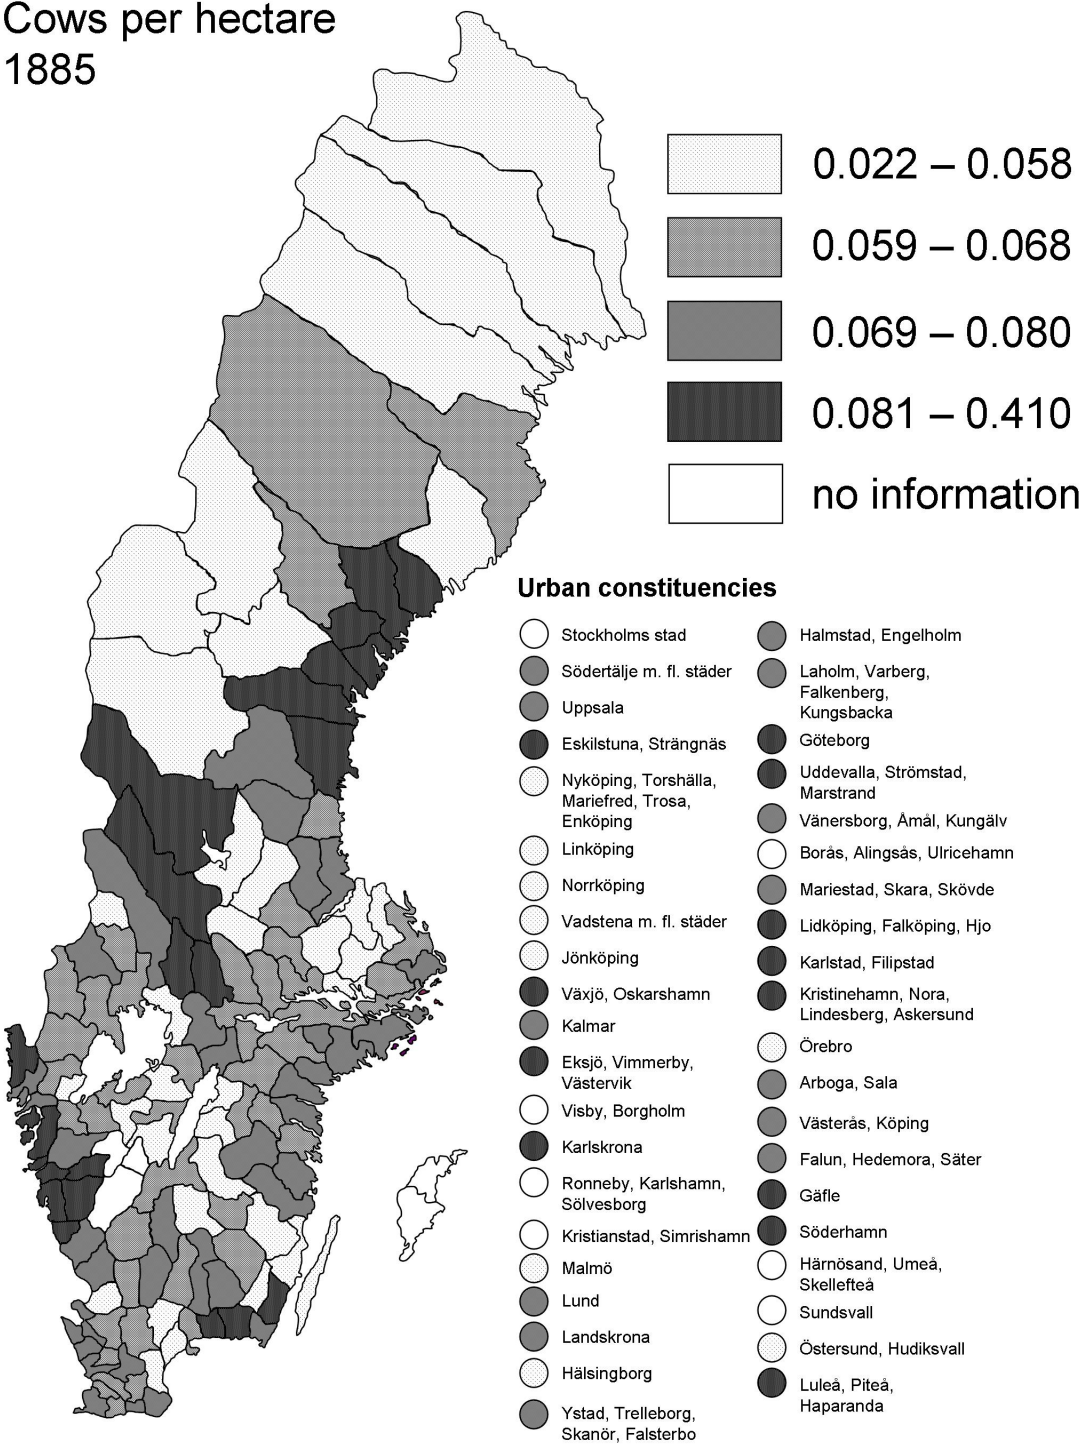 Cows per hectare
1885
0.022 – 0.058
0.059 – 0.068
0.069 – 0.080
0.081 – 0.410
no information
Urban constituencies
Stockholms stad
Södertälje m. fl. städer
Uppsala
Eskilstuna, Strängnäs
Nyköping, Torshälla,
Mariefred, Trosa,
Enköping
Linköping
Norrköping
Vadstena m. fl. städer
Jönköping
Växjö, Oskarshamn
Kalmar
Eksjö, Vimmerby,
Västervik
Visby, Borgholm
Karlskrona
Ronneby, Karlshamn,
Sölvesborg
Kristianstad, Simrishamn
Malmö
Lund
Landskrona
Hälsingborg
Ystad, Trelleborg,
Skanör, Falsterbo
Halmstad, Engelholm
Laholm, Varberg,
Falkenberg,
Kungsbacka
Göteborg
Uddevalla, Strömstad,
Marstrand
Vänersborg, Åmål, Kungälv
Borås, Alingsås, Ulricehamn
Mariestad, Skara, Skövde
Lidköping, Falköping, Hjo
Karlstad, Filipstad
Kristinehamn, Nora,
Lindesberg, Askersund
Örebro
Arboga, Sala
Västerås, Köping
Falun, Hedemora, Säter
Gäfle
Söderhamn
Härnösand, Umeå,
Skellefteå
Sundsvall
Östersund, Hudiksvall
Luleå, Piteå,
Haparanda